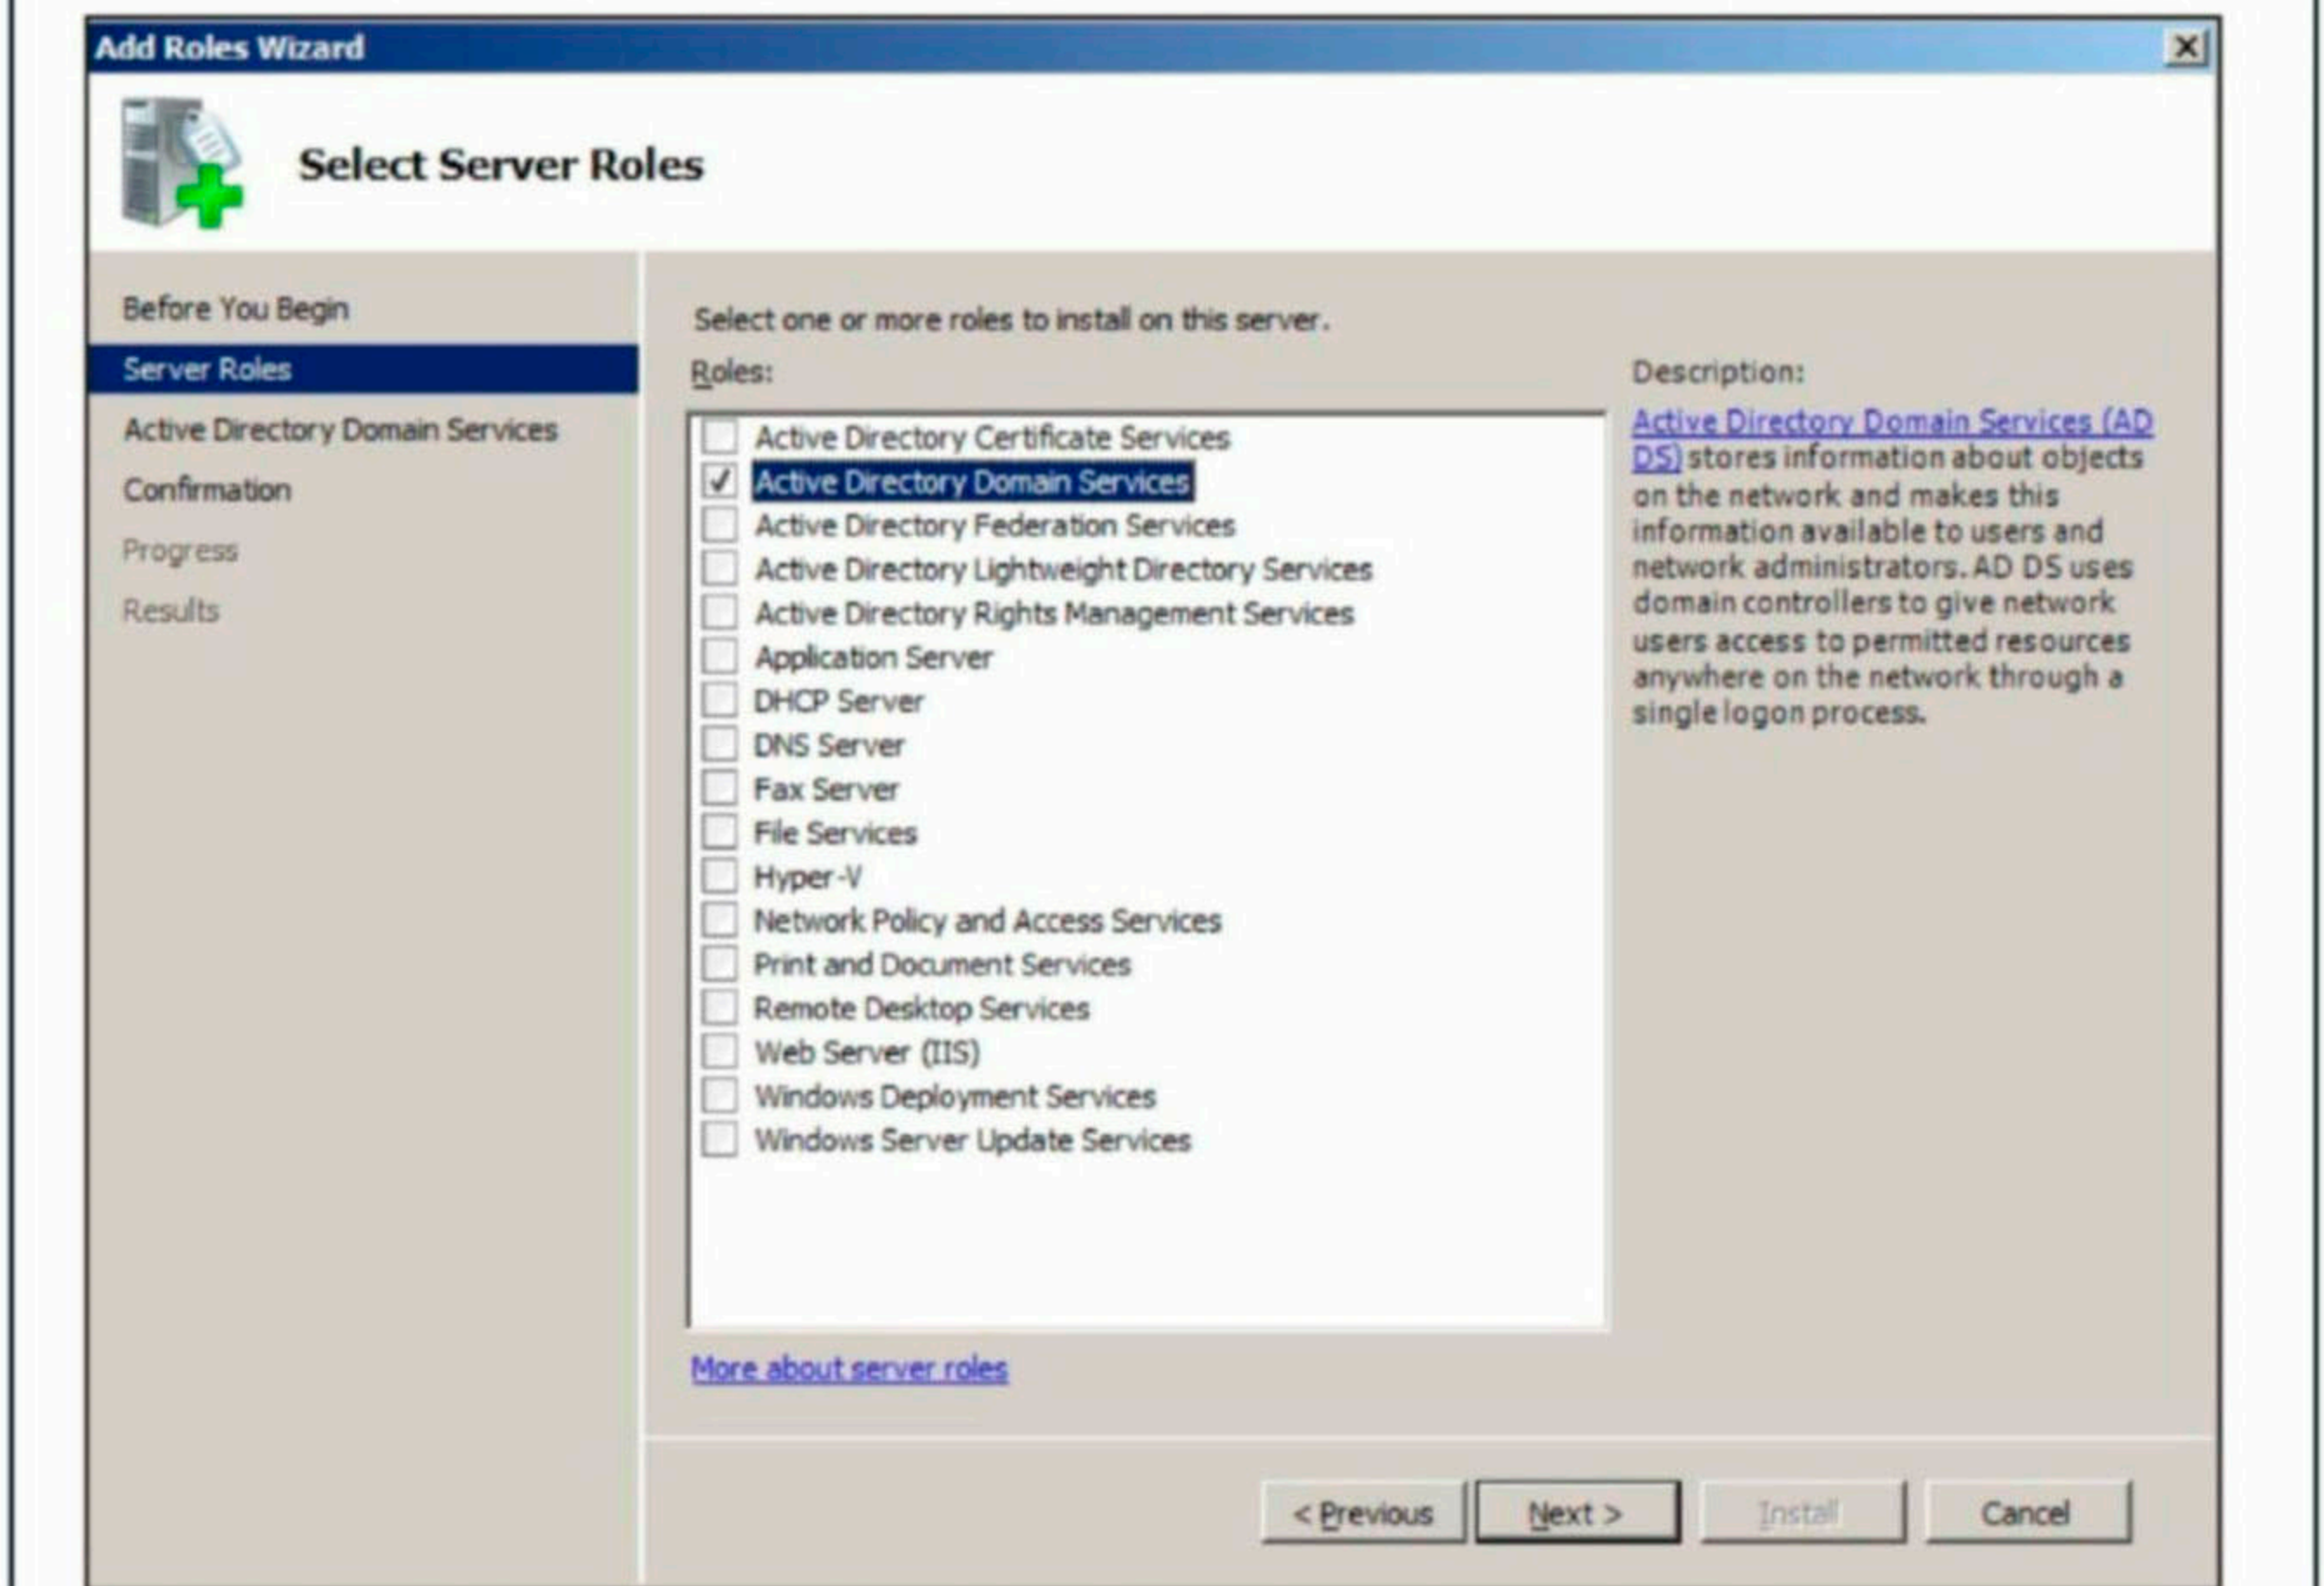 Add Roles Wizard
Select Server Roles
Before You Begin
Server Roles
Active Directory Domain Services
Confirmation
Progress
Results
Select one or more roles to install on this server.
Roles:
Active Directory Certificate Services
Active Directory Domain Services
Active Directory Federation Services
Active Directory Lightweight Directory Services
Active Directory Rights Management Services
Application Server
DHCP Server
DNS Server
Fax Server
File Services
Hyper-V
Network Policy and Access Services
Print and Document Services
Remote Desktop Services
Web Server (IIS)
Windows Deployment Services
Windows Server Update Services
More about server roles
Description:
Active Directory Domain Services (AD
DS) stores information about objects
on the network and makes this
information available to users and
network administrators. AD DS uses
domain controllers to give network
users access to permitted resources
anywhere on the network through a
single logon process.
< Previous
Next >
Install
Cancel